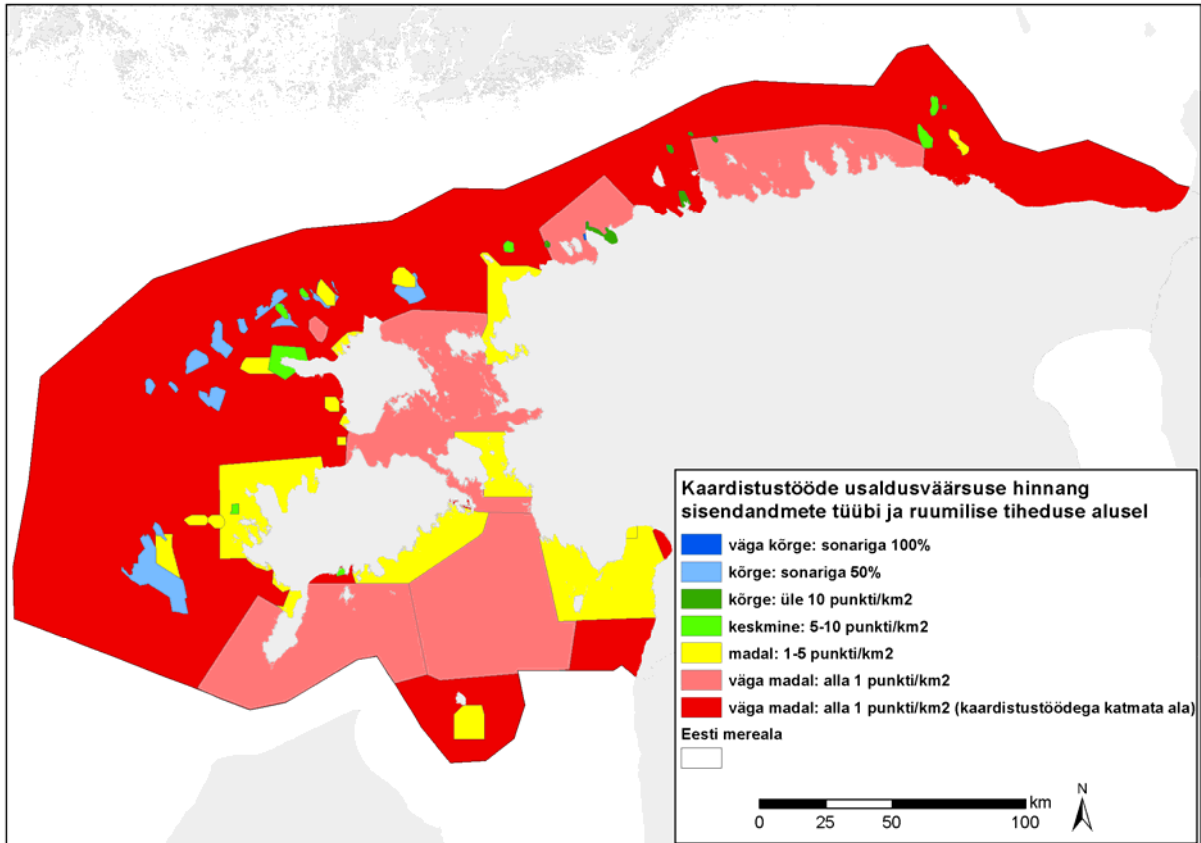 Kaardistustööde usaldusväärsuse hinnang
sisendandmete tüübi ja ruumilise tiheduse alusel
väga kõrge: sonariga 100%
kõrge: sonariga 50%
kõrge: üle 10 punkti/km2
keskmine: 5-10 punkti/km2
madal: 1-5 punkti/km2
väga madal: alla 1 punkti/km2
väga madal: alla 1 punkti/km2 (kaardistustöödega katmata ala)
Eesti mereala
km
0 25 50 100
N